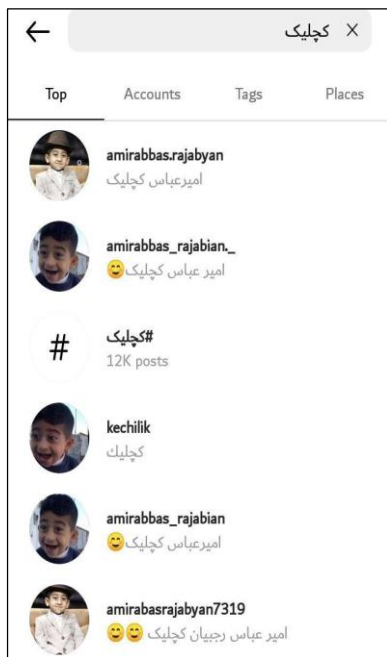 کچلیک
Top Accounts Tags Places
amirabbas.rajabyan
امیرعباس کچلیک
amirabbas_rajabian._
امیر عباس کچلیک😊
#کچلیک
12K posts
kechilik
کچلیك
amirabbas_rajabian
امیرعباس کچلیک😊
amirabasrajabyan7319
امیر عباس رجبیان کچلیک 😊😊